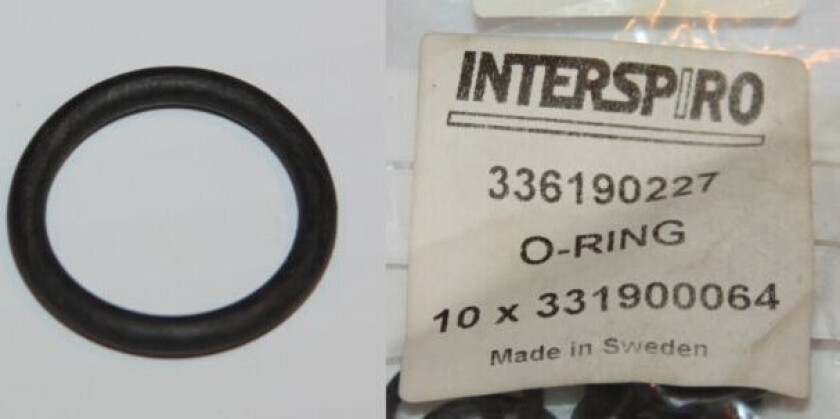 INTERSPIRO
336190227
O-RING
10 x 331900064
Made in Sweden